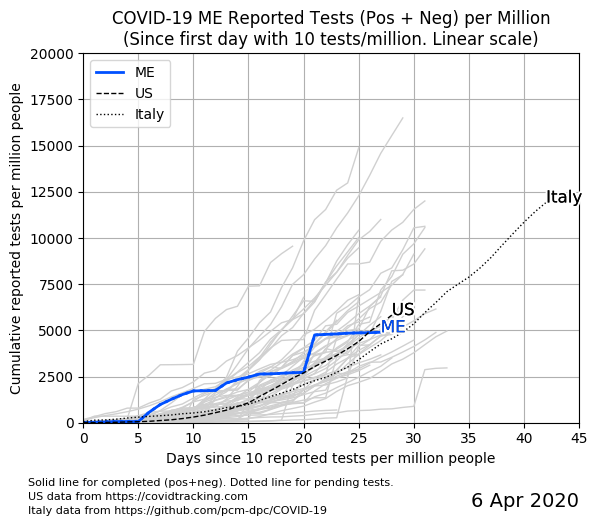 COVID-19 ME Reported Tests (Pos + Neg) per Million
(Since first day with 10 tests/million. Linear scale)
Cumulative reported tests per million people
20000
17500
15000
12500
10000
7500
5000
2500
0
ME
US
Italy
Italy
US
ME
0 5 10 15 20 25 30 35 40 45
Days since 10 reported tests per million people
Solid line for completed (pos+neg). Dotted line for pending tests.
US data from https://covidtracking.com
Italy data from https://github.com/pcm-dpc/COVID-19
6 Apr 2020